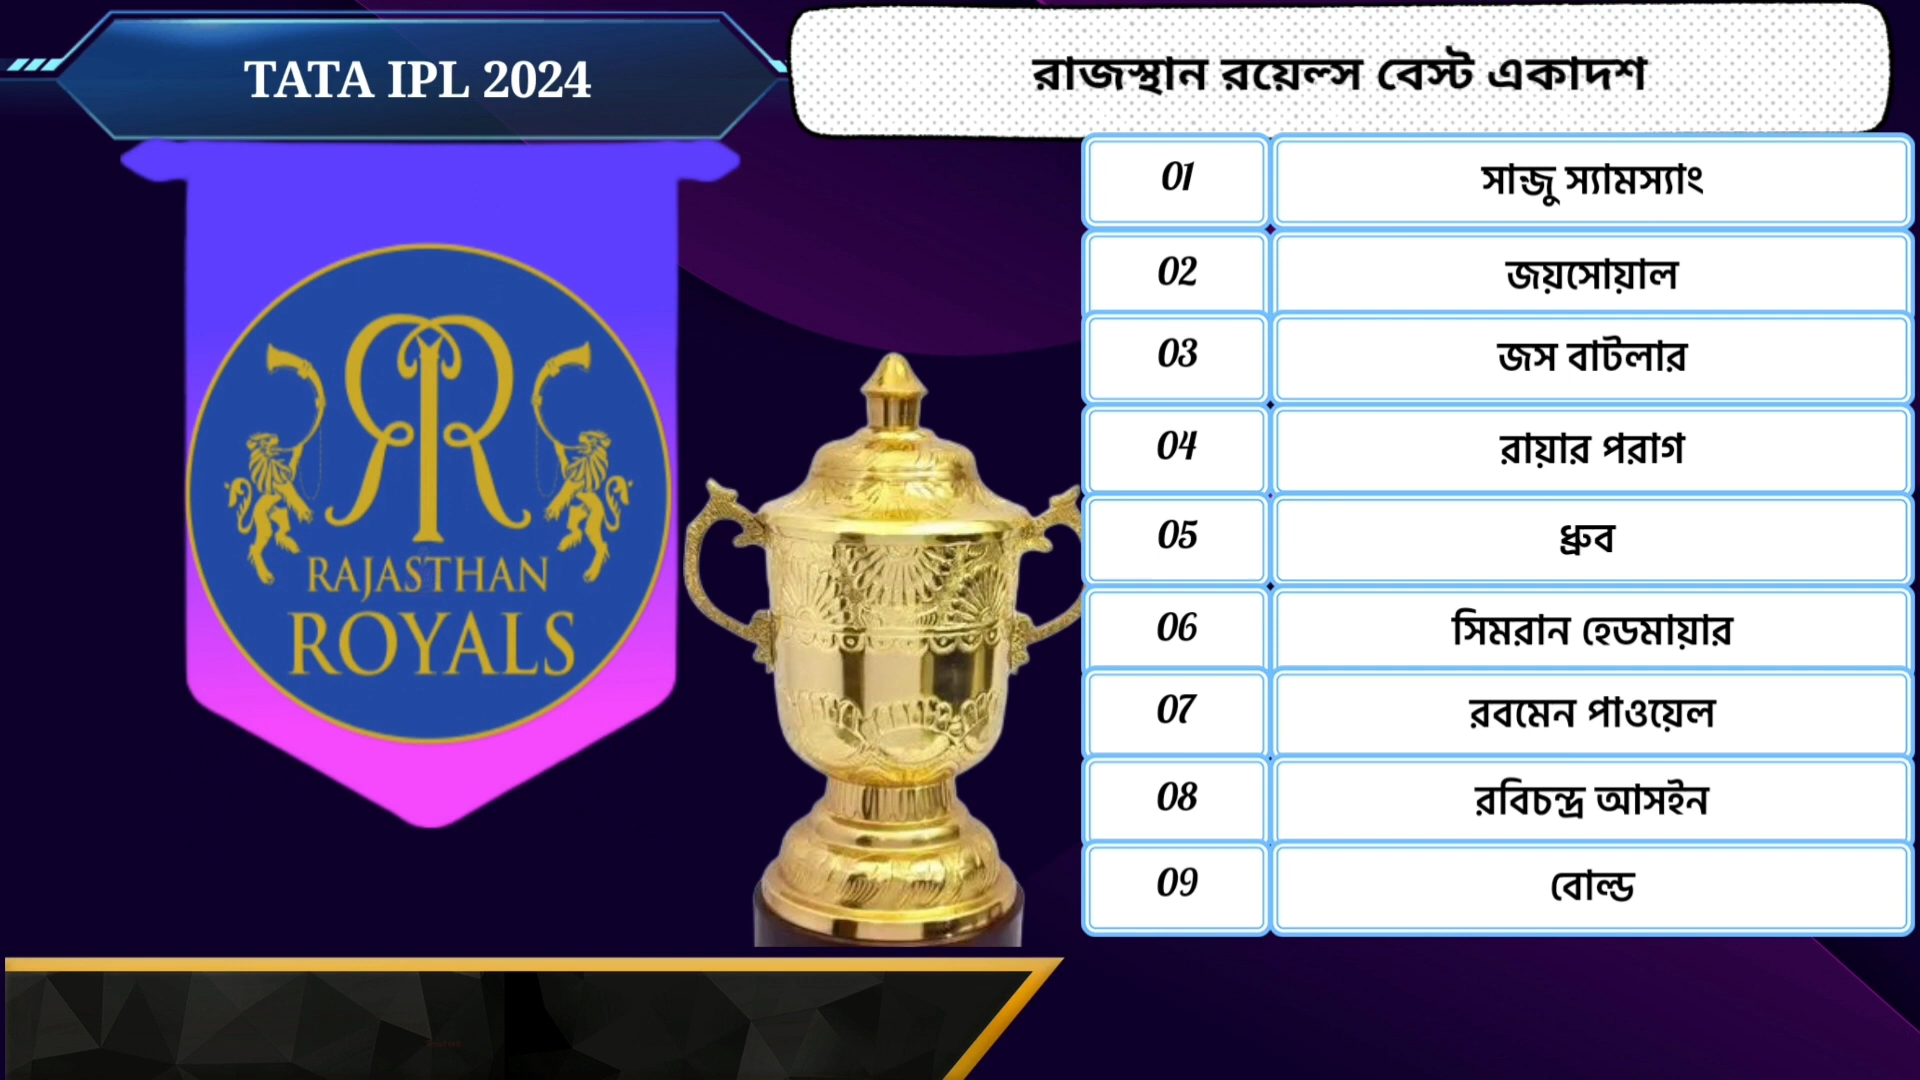 TATA IPL 2024
রাজস্থান রয়েল্স বেস্ট একাদশ
RR
RAJASTHAN
ROYALS
01 সান্জু স্যামস্যাং
02 জয়সোয়াল
03 জস বাটলার
04 রায়ার পরাগ
05 ধ্রুব
06 সিমরান হেডমায়ার
07 রবমেন পাওয়েল
08 রবিচন্দ্র আসইন
09 বোল্ড